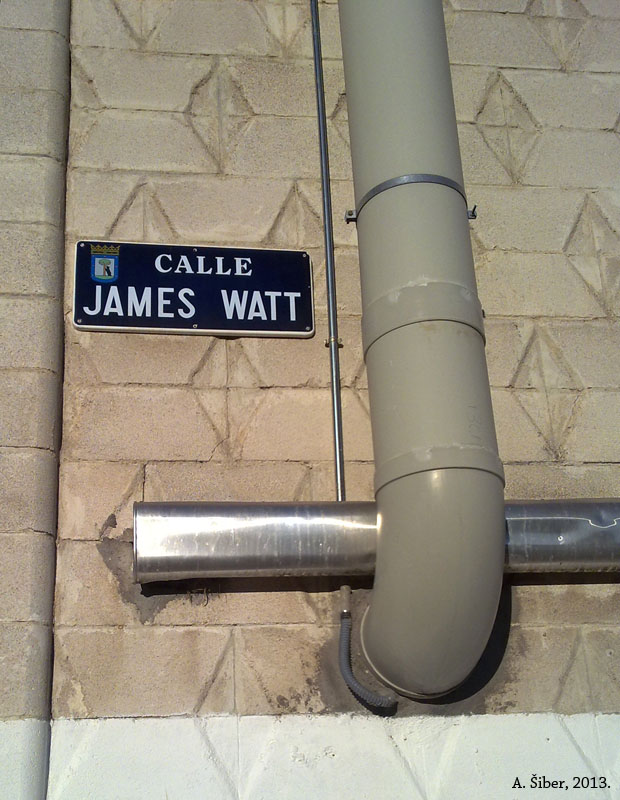 CALLE
JAMES WATT
A. Šiber, 2013.